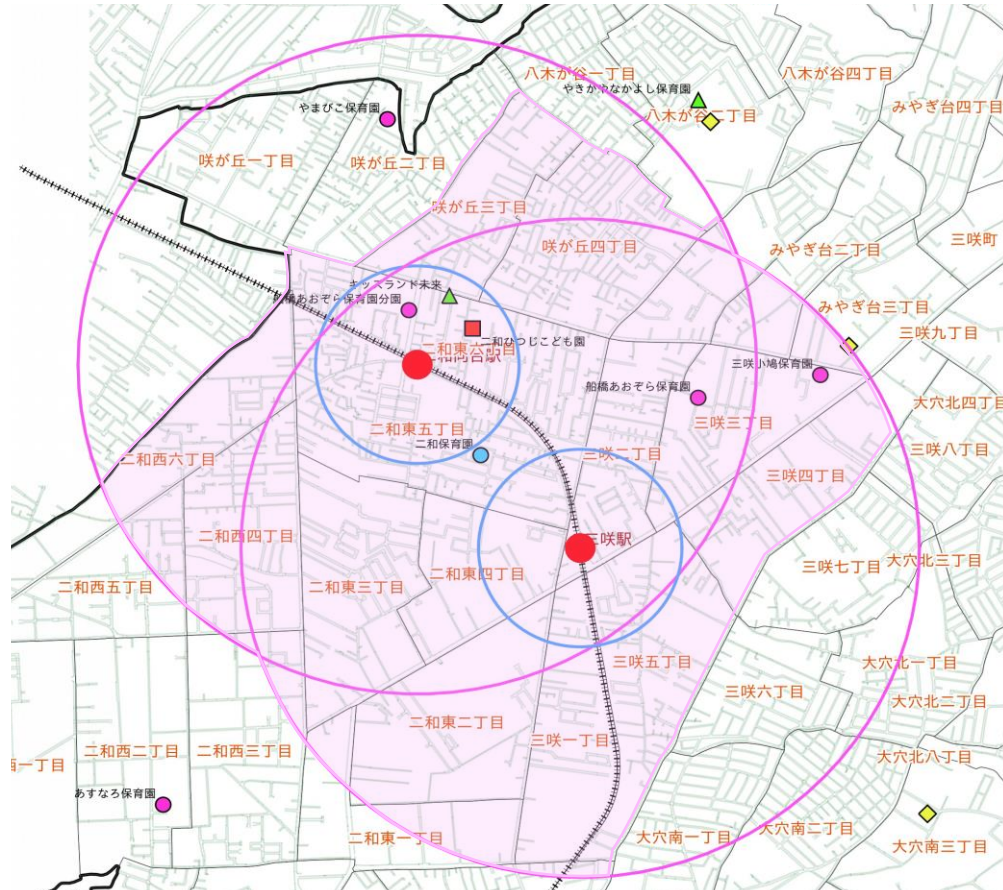 八木が谷一丁目
八木が谷四丁目
やきがやなかよし保育園
八木が谷二丁目
みやぎ台四丁目
やまびこ保育園
咲が丘一丁目
咲が丘二丁目
咲が丘三丁目
咲が丘四丁目
みやぎ台二丁目
三咲町
キッズランド未来
船橋あおぞら保育園分園
みやぎ台三丁目
三咲九丁目
二和ひつじこども園
二和東六丁目
二和向台駅
三咲小鳩保育園
船橋あおぞら保育園
大穴北四丁目
三咲三丁目
二和東五丁目
二和保育園
三咲二丁目
三咲八丁目
二和西六丁目
三咲四丁目
二和西四丁目
三咲駅
大穴北三丁目
三咲七丁目
二和西五丁目
二和東三丁目
二和東四丁目
三咲五丁目
大穴北一丁目
三咲六丁目
大穴北二丁目
二和東二丁目
三咲一丁目
二和西二丁目
二和西三丁目
西一丁目
大穴北八丁目
あすなろ保育園
二和東一丁目
大穴南一丁目
大穴南二丁目
大穴南三丁目